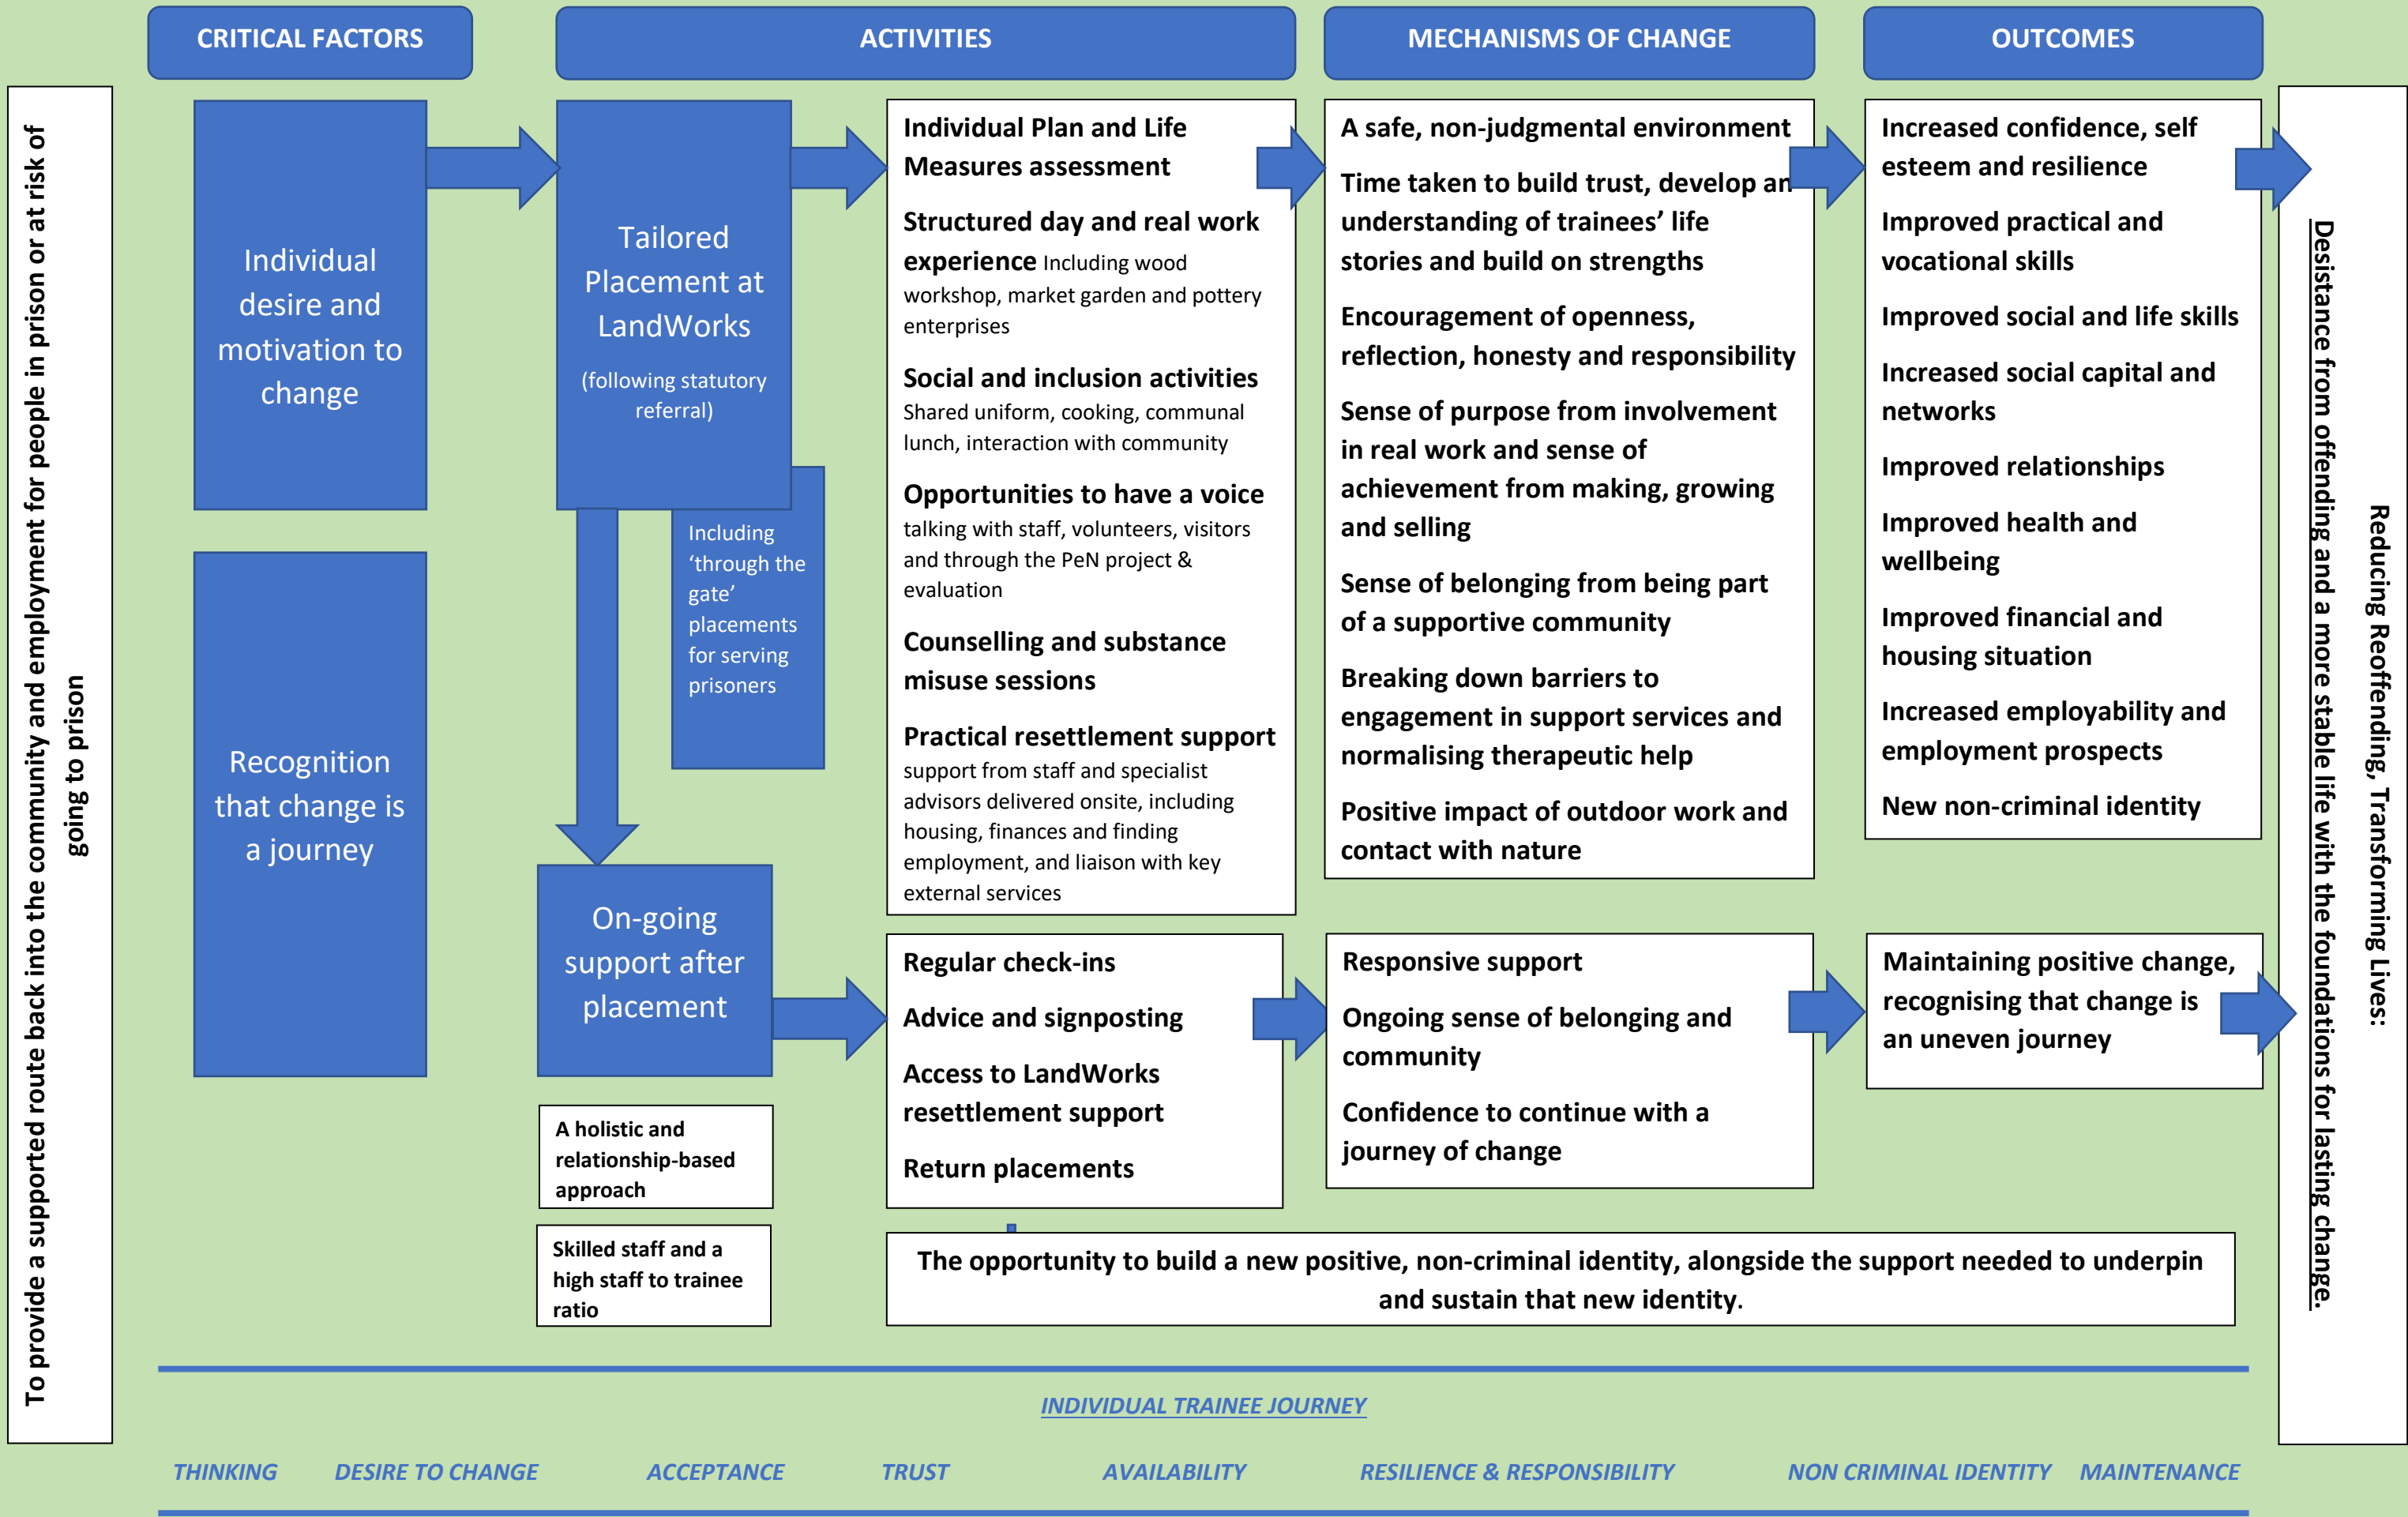 CRITICAL FACTORS
ACTIVITIES
MECHANISMS OF CHANGE
OUTCOMES
To provide a supported route back into the community and employment for people in prison or at risk of
going to prison
Individual
desire and
motivation to
change
Recognition
that change is
a journey
Tailored
Placement at
LandWorks
(following statutory
referral)
Including
‘through the
gate’
placements
for serving
prisoners
On-going
support after
placement
A holistic and
relationship-based
approach
Skilled staff and a
high staff to trainee
ratio
Individual Plan and Life
Measures assessment
Structured day and real work
experience Including wood
workshop, market garden and pottery
enterprises
Social and inclusion activities
Shared uniform, cooking, communal
lunch, interaction with community
Opportunities to have a voice
talking with staff, volunteers, visitors
and through the PeN project &
evaluation
Counselling and substance
misuse sessions
Practical resettlement support
support from staff and specialist
advisors delivered onsite, including
housing, finances and finding
employment, and liaison with key
external services
Regular check-ins
Advice and signposting
Access to LandWorks
resettlement support
Return placements
A safe, non-judgmental environment
Time taken to build trust, develop an
understanding of trainees’ life
stories and build on strengths
Encouragement of openness,
reflection, honesty and responsibility
Sense of purpose from involvement
in real work and sense of
achievement from making, growing
and selling
Sense of belonging from being part
of a supportive community
Breaking down barriers to
engagement in support services and
normalising therapeutic help
Positive impact of outdoor work and
contact with nature
Responsive support
Ongoing sense of belonging and
community
Confidence to continue with a
journey of change
Increased confidence, self
esteem and resilience
Improved practical and
vocational skills
Improved social and life skills
Increased social capital and
networks
Improved relationships
Improved health and
wellbeing
Improved financial and
housing situation
Increased employability and
employment prospects
New non-criminal identity
Maintaining positive change,
recognising that change is
an uneven journey
Reducing Reoffending, Transforming Lives:
Desistance from offending and a more stable life with the foundations for lasting change.
The opportunity to build a new positive, non-criminal identity, alongside the support needed to underpin
and sustain that new identity.
INDIVIDUAL TRAINEE JOURNEY
THINKING DESIRE TO CHANGE ACCEPTANCE TRUST AVAILABILITY RESILIENCE & RESPONSIBILITY NON CRIMINAL IDENTITY MAINTENANCE